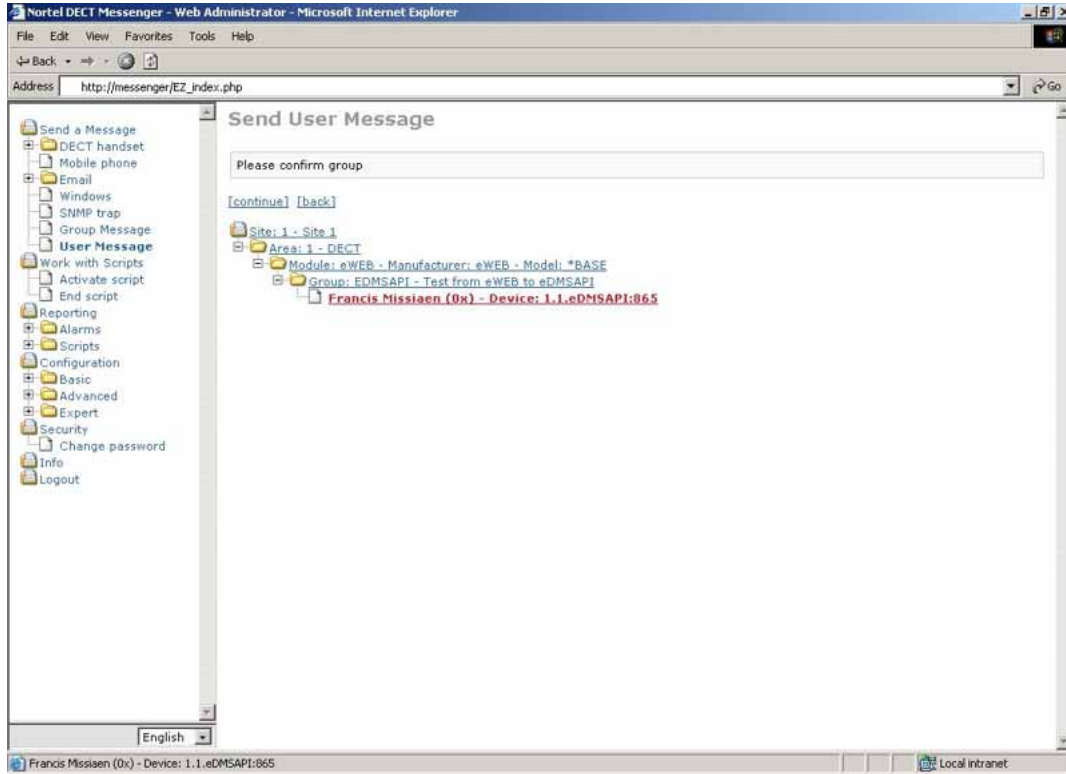 Nortel DECT Messenger - Web Administrator - Microsoft Internet Explorer
File Edit View Favorites Tools Help
Back
Address http://messenger/EZ_index.php Go
Send a Message
DECT handset
Mobile phone
Email
Windows
SNMP trap
Group Message
User Message
Work with Scripts
Activate script
End script
Reporting
Alarms
Scripts
Configuration
Basic
Advanced
Expert
Security
Change password
Info
Logout
English
Send User Message
Please confirm group
[continue] [back]
Site: 1 - Site 1
Area: 1 - DECT
Module: eWEB - Manufacturer: eWEB - Model: *BASE
Group: EDMSAPI - Test from eWEB to eDMSAPI
Francis Missiaen (0x) - Device: 1.1.eDMSAPI:865
Francis Missiaen (0x) - Device: 1.1.eDMSAPI:865 Local intranet